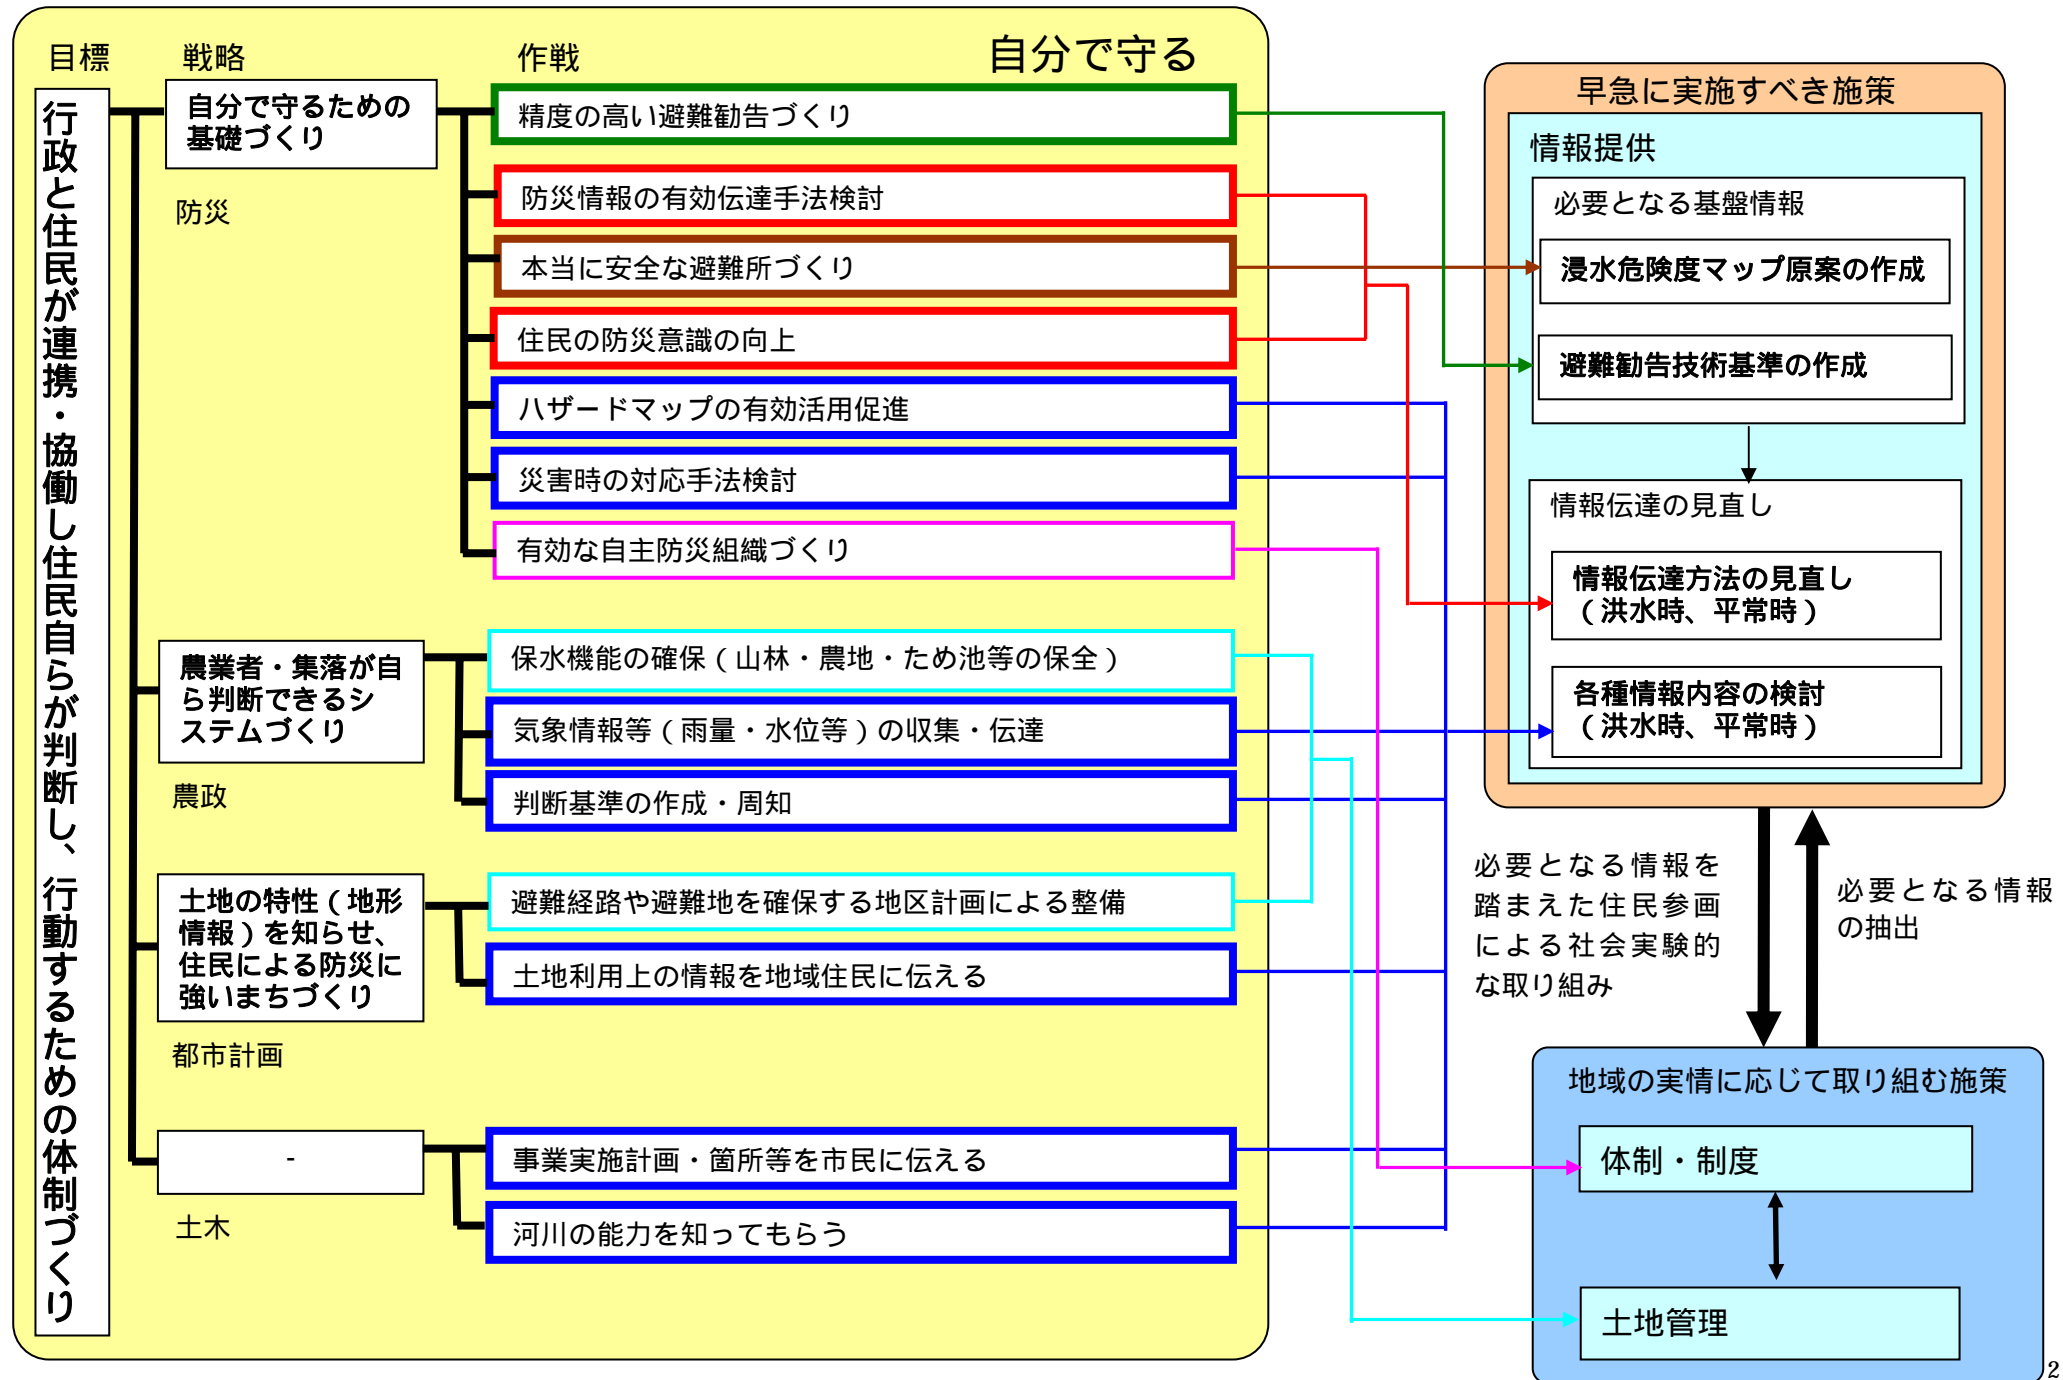 目標
戦略
作戦
自分で守る
行政と住民が連携・協働し住民自らが判断し、行動するための体制づくり
自分で守るための
基礎づくり
防災
精度の高い避難勧告づくり
防災情報の有効伝達手法検討
本当に安全な避難所づくり
住民の防災意識の向上
ハザードマップの有効活用促進
災害時の対応手法検討
有効な自主防災組織づくり
農業者・集落が自
ら判断できるシ
ステムづくり
農政
保水機能の確保（山林・農地・ため池等の保全）
気象情報等（雨量・水位等）の収集・伝達
判断基準の作成・周知
土地の特性（地形
情報）を知らせ、
住民による防災に
強いまちづくり
都市計画
避難経路や避難地を確保する地区計画による整備
土地利用上の情報を地域住民に伝える
-
土木
事業実施計画・箇所等を市民に伝える
河川の能力を知ってもらう
早急に実施すべき施策
情報提供
必要となる基盤情報
浸水危険度マップ原案の作成
避難勧告技術基準の作成
情報伝達の見直し
情報伝達方法の見直し
（洪水時、平常時）
各種情報内容の検討
（洪水時、平常時）
必要となる情報を
踏まえた住民参画
による社会実験的
な取り組み
必要となる情報
の抽出
地域の実情に応じて取り組む施策
体制・制度
土地管理
2